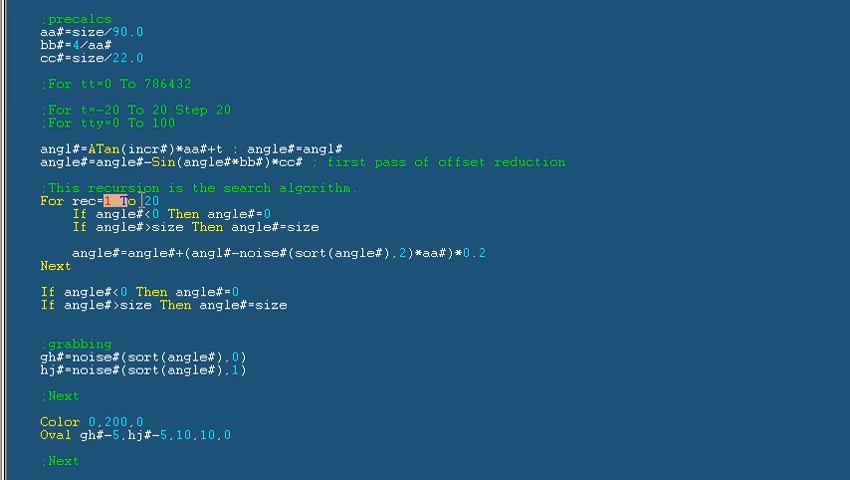 ;precalcs
aa#=size/90.0
bb#=4/aa#
cc#=size/22.0
;For tt=0 To 786432
;For t=-20 To 20 Step 20
;For tty=0 To 100
angl#=ATan(incr#)*aa#+t : angle#=angl#
angle#=angle#-Sin(angle#*bb#)*cc# ; first pass of offset reduction
;This recursion is the search algorithm.
For rec=1 To 20
If angle#<0 Then angle#=0
If angle#>size Then angle#=size
angle#=angle#+(angl#-noise#(sort(angle#),2)*aa#)*0.2
Next
If angle#<0 Then angle#=0
If angle#>size Then angle#=size
;grabbing
gh#=noise#(sort(angle#),0)
hj#=noise#(sort(angle#),1)
;Next
Color 0,200,0
Oval gh#-5,hj#-5,10,10,0
;Next